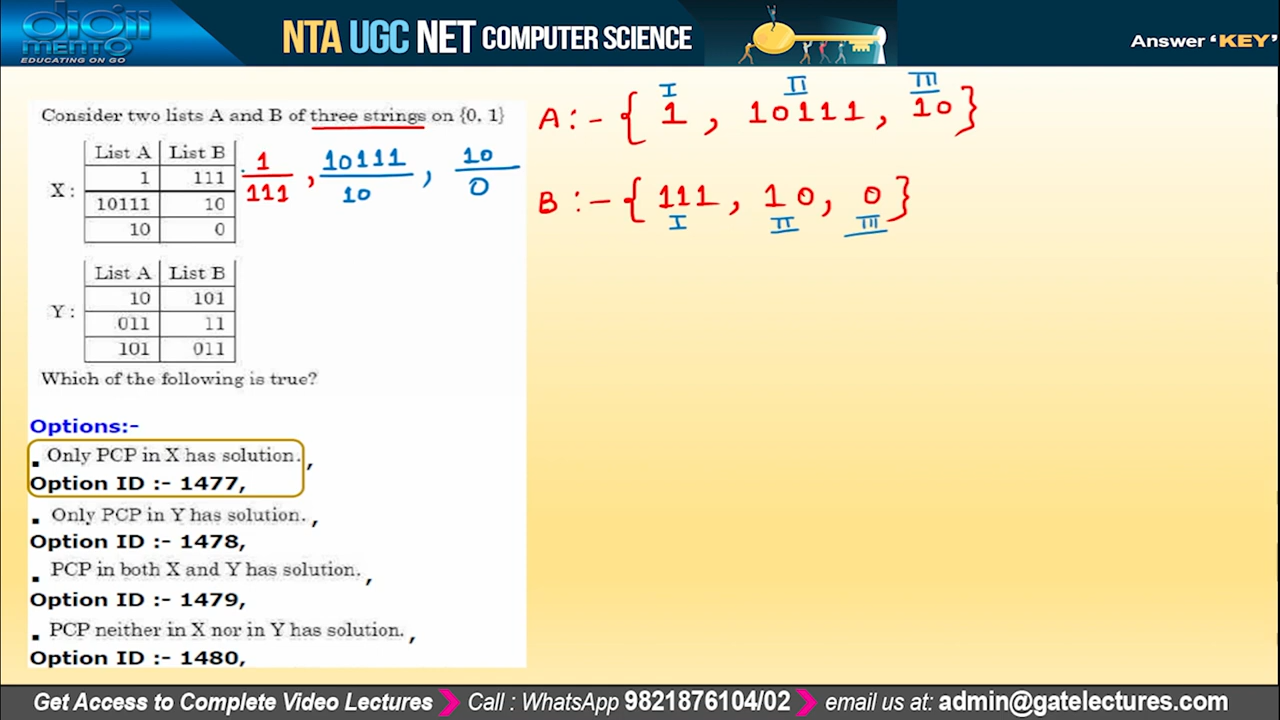 didi
MENTO
EDUCATING ON GO
NTA UGC NET COMPUTER SCIENCE
Answer ‘KEY’
Consider two lists A and B of three strings on {0, 1}
X :
List A List B
1 111
10111 10
10 0
1/111 , 10111/10 , 10/0
I II III
A :- { 1 , 10111 , 10 }
B :- { 111 , 10 , 0 }
I II III
Y :
List A List B
10 101
011 11
101 011
Which of the following is true?
Options:-
. Only PCP in X has solution. ,
Option ID :- 1477,
. Only PCP in Y has solution. ,
Option ID :- 1478,
. PCP in both X and Y has solution. ,
Option ID :- 1479,
. PCP neither in X nor in Y has solution. ,
Option ID :- 1480,
Get Access to Complete Video Lectures Call : WhatsApp 9821876104/02 email us at: admin@gatelectures.com